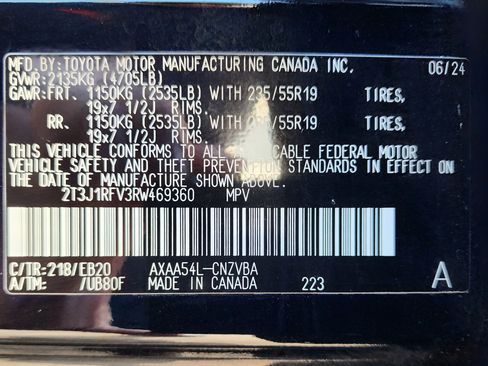 MFD.BY:TOYOTA MOTOR MANUFACTURING CANADA INC. 06/24
GVWR:2135KG (4705LB)
GAWR:FRT. 1150KG (2535LB) WITH 235/55R19 TIRES,
19x7 1/2J RIMS.
RR. 1150KG (2535LB) WITH /55R19 TIRES,
19x7 1/2J RIMS.
THIS VEHICLE CONFORMS TO CABLE FEDERAL MOTOR
VEHICLE SAFETY AND THEFT PREVENTION STANDARDS IN EFFECT ON
THE DATE OF MANUFACTURE SHOWN ABOVE.
2T3J1RFV3RW469360 MPV
C/TR:218/EB20 AXAA54L-CNZVBA
A/TM: /UB80F MADE IN CANADA 223 A